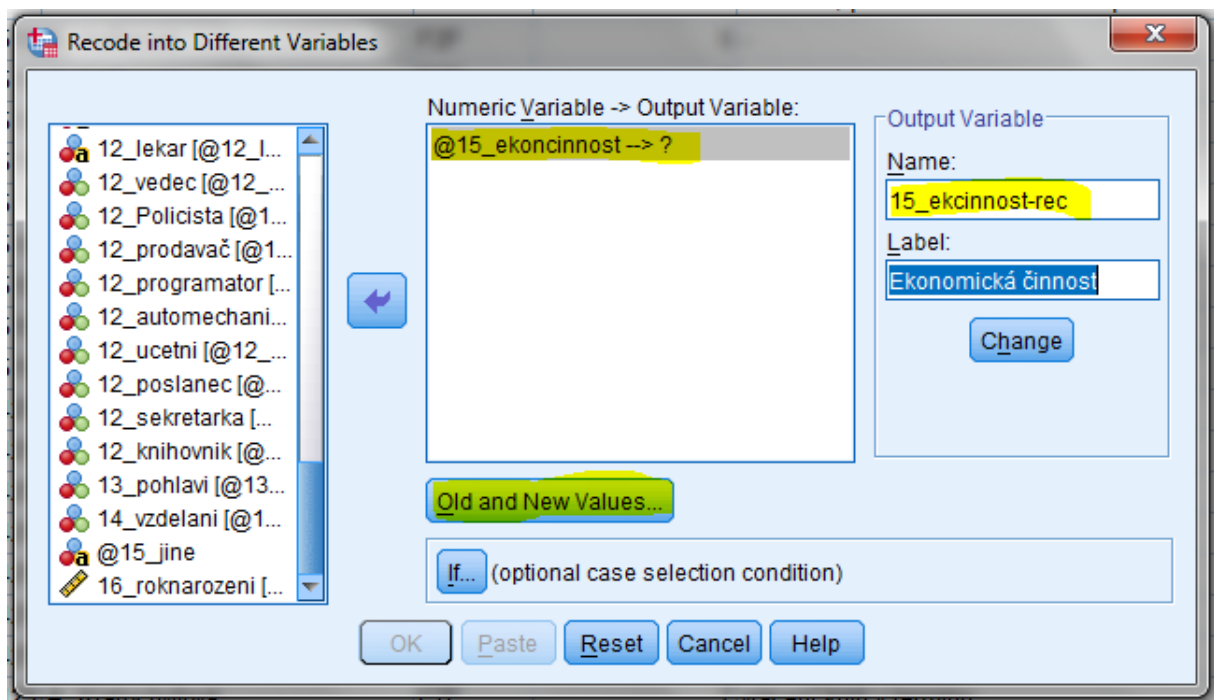 Recode into Different Variables
12_lekar [@12_l...
12_vedec [@12_...
12_Policista [@1...
12_prodavač [@1...
12_programator [...
12_automechani...
12_ucetni [@12_...
12_poslanec [@...
12_sekretarka [...
12_knihovnik [@...
13_pohlavi [@13...
14_vzdelani [@1...
@15_jine
16_roknarozeni [...
Numeric Variable -> Output Variable:
@15_ekoncinnost --> ?
Output Variable
Name:
15_ekcinnost-rec
Label:
Ekonomická činnost
Change
Old and New Values...
If... (optional case selection condition)
OK
Paste
Reset
Cancel
Help